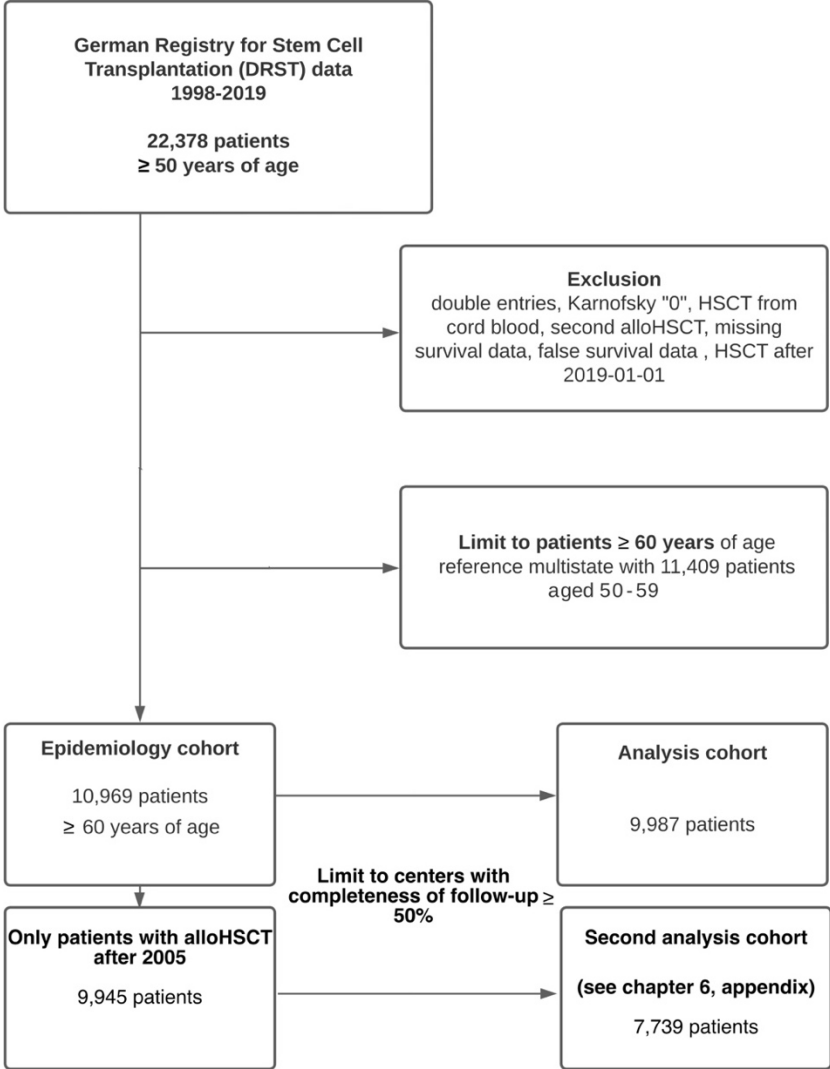 German Registry for Stem Cell
Transplantation (DRST) data
1998-2019
22,378 patients
≥ 50 years of age
Exclusion
double entries, Karnofsky "0", HSCT from
cord blood, second alloHSCT, missing
survival data, false survival data , HSCT after
2019-01-01
Limit to patients ≥ 60 years of age
reference multistate with 11,409 patients
aged 50-59
Epidemiology cohort
10,969 patients
≥ 60 years of age
Analysis cohort
9,987 patients
Limit to centers with
completeness of follow-up ≥
50%
Only patients with alloHSCT
after 2005
9,945 patients
Second analysis cohort
(see chapter 6, appendix)
7,739 patients